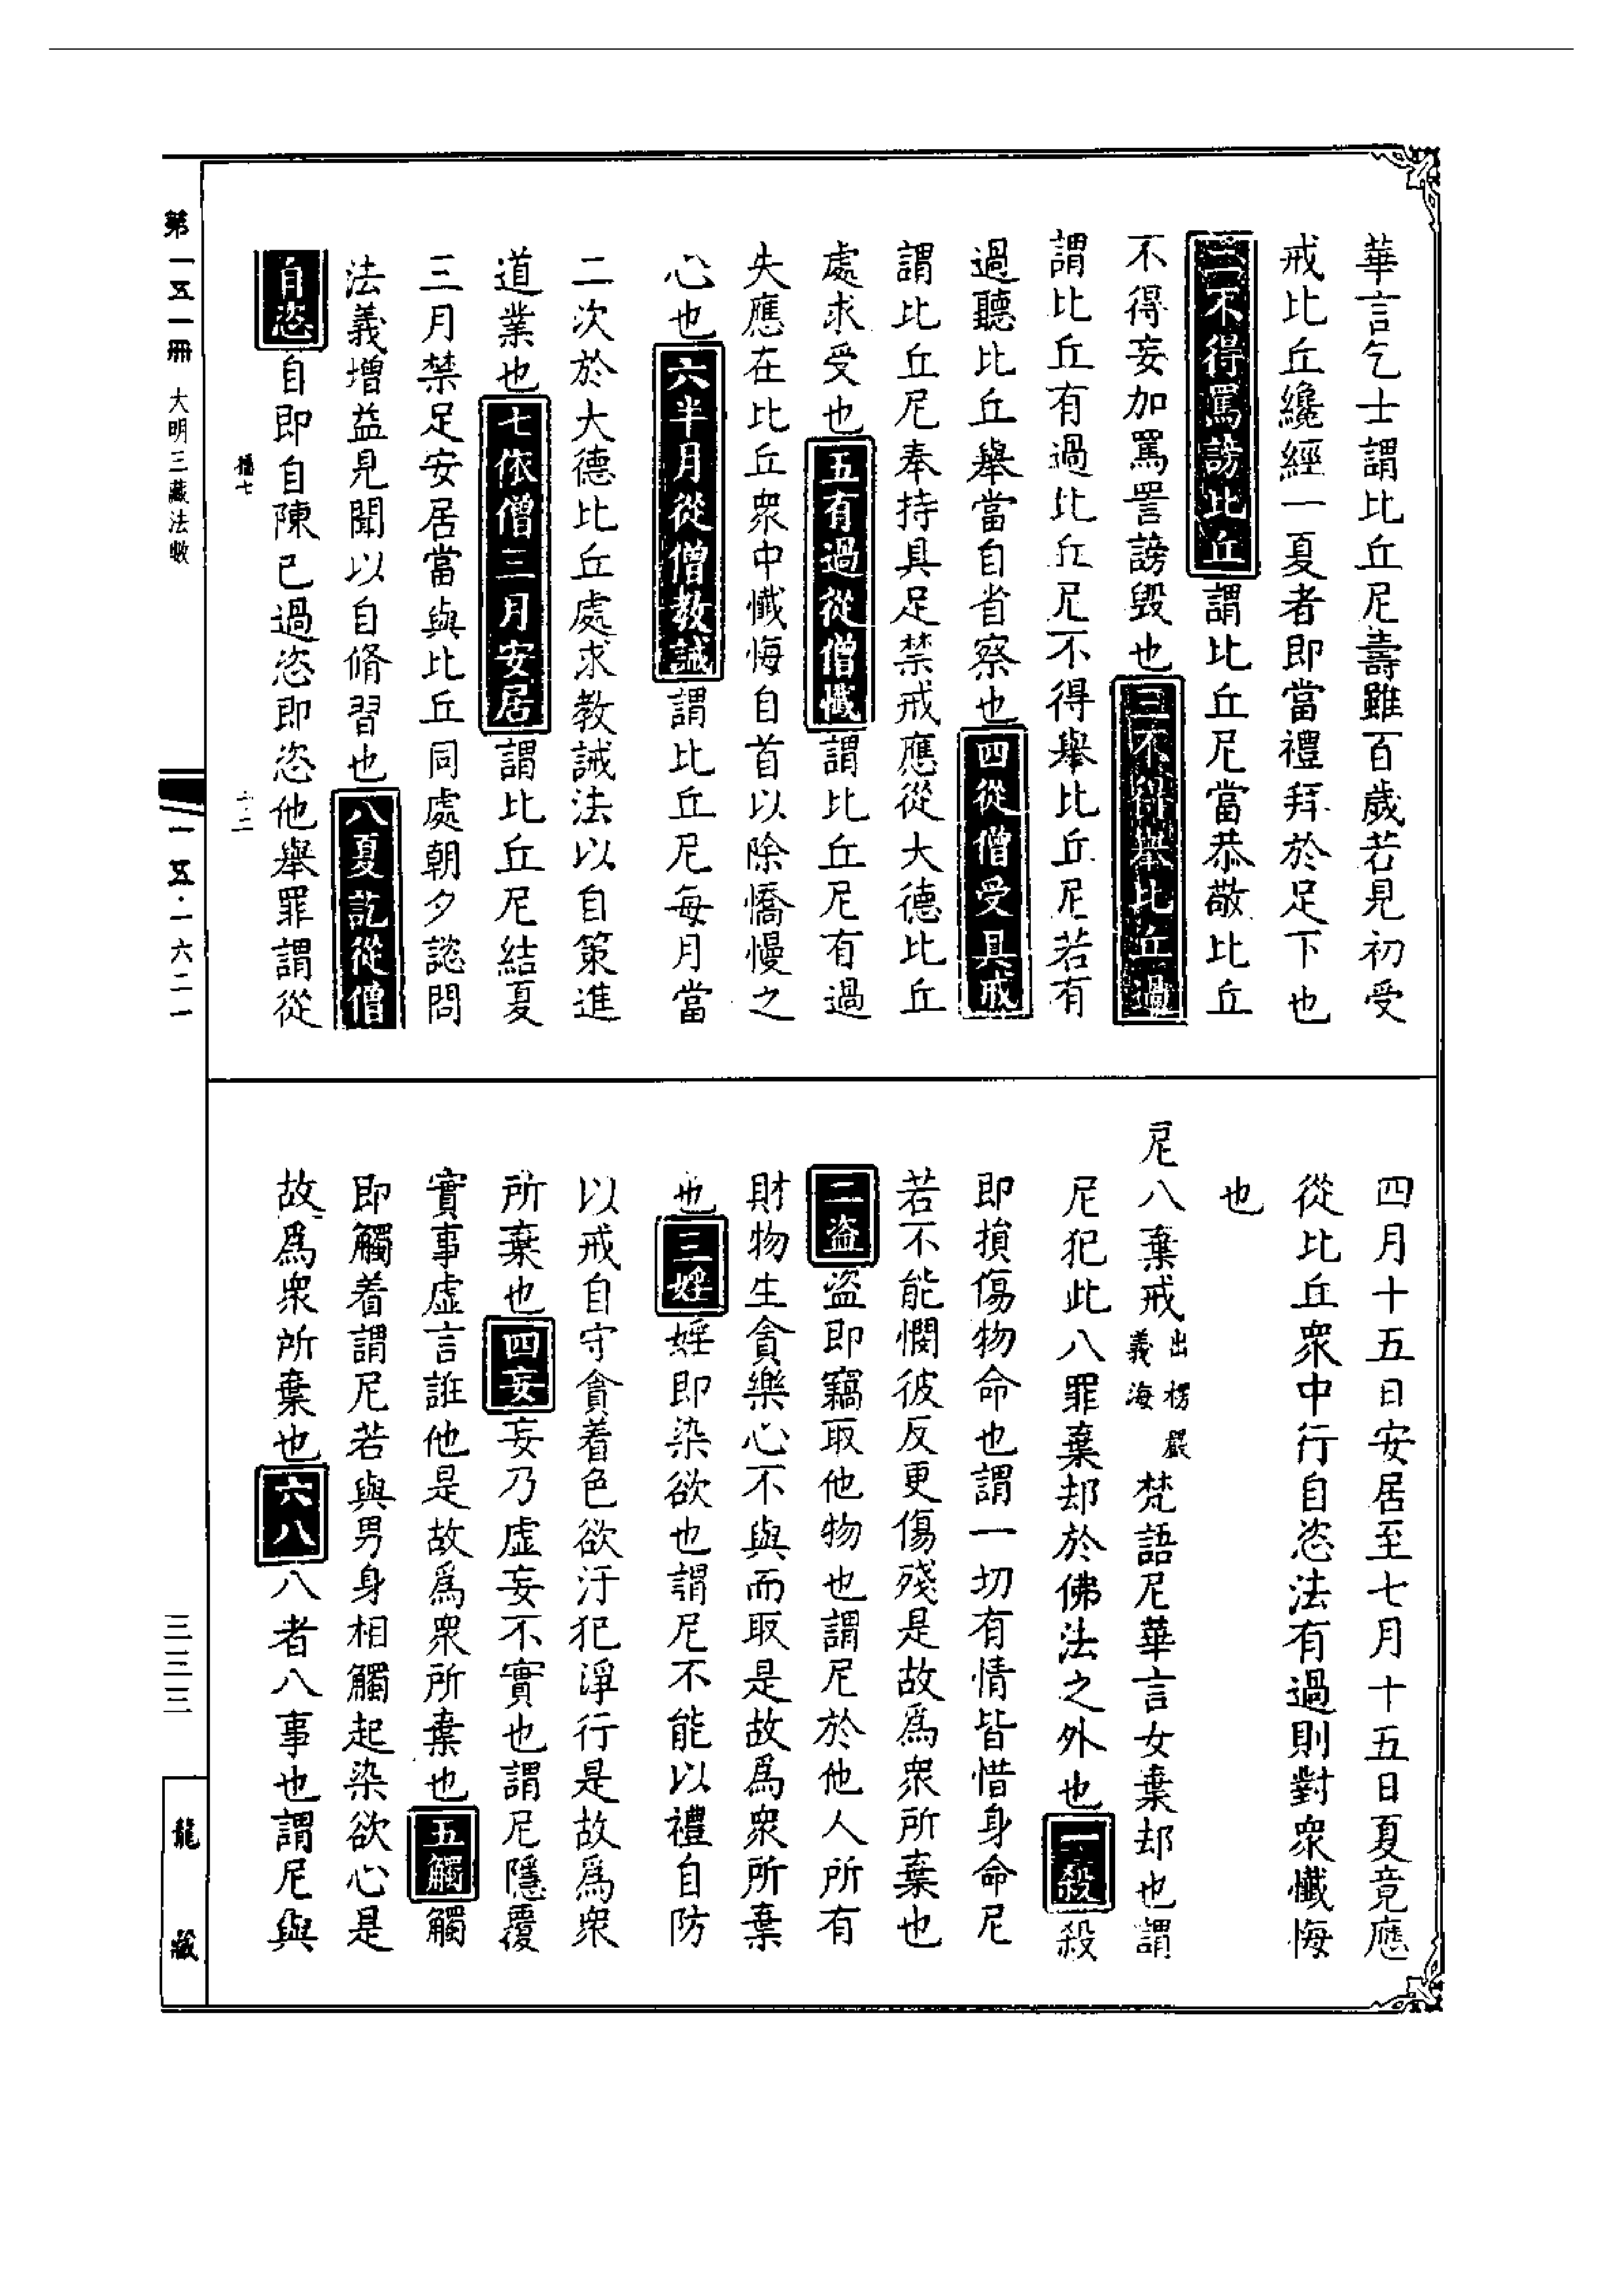 華言乞士謂比丘尼壽雖百歲若見初受
戒比丘纔經一夏者即當禮拜於足下也
二不得罵謗比丘謂比丘尼當恭敬比丘
不得妄加罵詈謗毀也三不得舉比丘過
謂比丘有過比丘尼不得舉比丘尼若有
過聽比丘舉當自省察也四從僧受具戒
謂比丘尼奉持具足禁戒應從大德比丘
處求受也五有過從僧懺謂比丘尼有過
失應在比丘衆中懺悔自首以除憍慢之
心也六半月從僧教誡謂比丘尼每月當
二次於大德比丘處求教誡法以自策進
道業也七依僧三月安居謂比丘尼結夏
三月禁足安居當與比丘同處朝夕諮問
法義增益見聞以自脩習也八夏訖從僧
自恣自即自陳已過恣即恣他舉罪謂從
四月十五日安居至七月十五日夏竟應
從比丘衆中行自恣法有過則對衆懺悔
也
尼八棄戒出楞嚴義海梵語尼華言女棄却也謂
尼犯此八罪棄却於佛法之外也一殺殺
即損傷物命也謂一切有情皆惜身命尼
若不能憫彼反更傷殘是故爲衆所棄也
二盜盜即竊取他物也謂尼於他人所有
財物生貪樂心不與而取是故爲衆所棄
也三婬婬即染欲也謂尼不能以禮自防
以戒自守貪着色欲汙犯淨行是故爲衆
所棄也四妄妄乃虛妄不實也謂尼隱覆
實事虛言誑他是故爲衆所棄也五觸觸
即觸着謂尼若與男身相觸起染欲心是
故爲衆所棄也六八八者八事也謂尼與
第一五一冊 大明三藏法數
一五·一六二一
三三三
龍藏